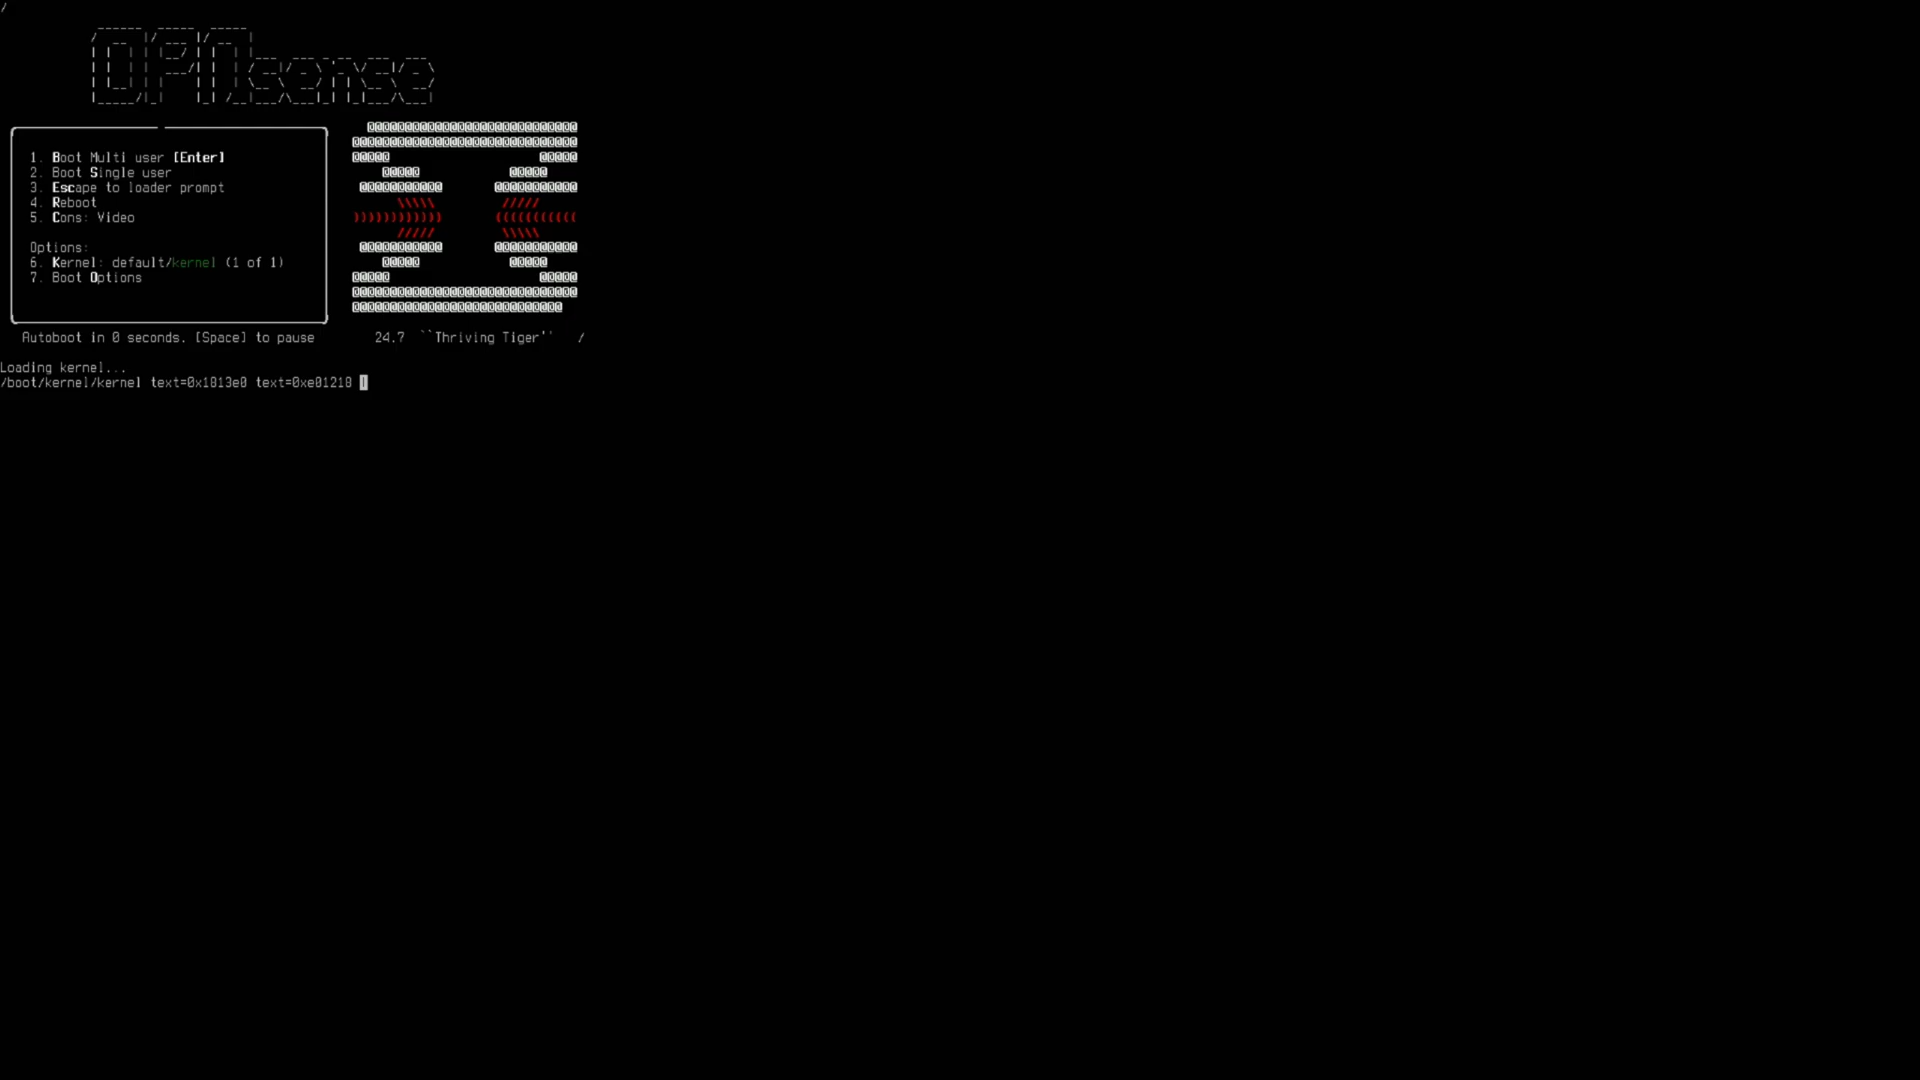 /
OPNsense
1. Boot Multi user [Enter]
2. Boot Single user
3. Escape to loader prompt
4. Reboot
5. Cons: Video
Options:
6. Kernel: default/kernel (1 of 1)
7. Boot Options
Autoboot in 0 seconds. [Space] to pause
24.7 ``Thriving Tiger'' /
Loading kernel...
/boot/kernel/kernel text=0x1813e0 text=0xe01218 |